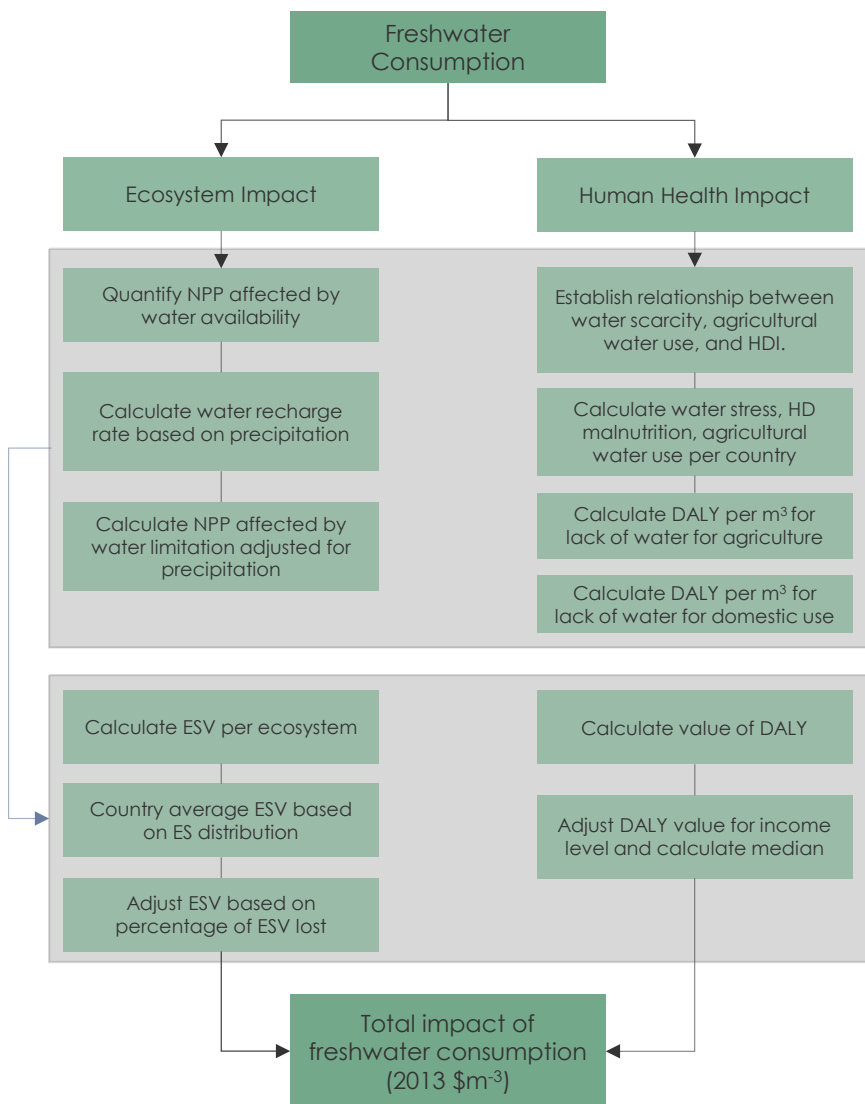 Freshwater
Consumption
Ecosystem Impact
Human Health Impact
Quantify NPP affected by
water availability
Establish relationship between
water scarcity, agricultural
water use, and HDI.
Calculate water recharge
rate based on precipitation
Calculate water stress, HD
malnutrition, agricultural
water use per country
Calculate NPP affected by
water limitation adjusted for
precipitation
Calculate DALY per m³ for
lack of water for agriculture
Calculate DALY per m³ for
lack of water for domestic use
Calculate ESV per ecosystem
Calculate value of DALY
Country average ESV based
on ES distribution
Adjust DALY value for income
level and calculate median
Adjust ESV based on
percentage of ESV lost
Total impact of
freshwater consumption
(2013 $m⁻³)